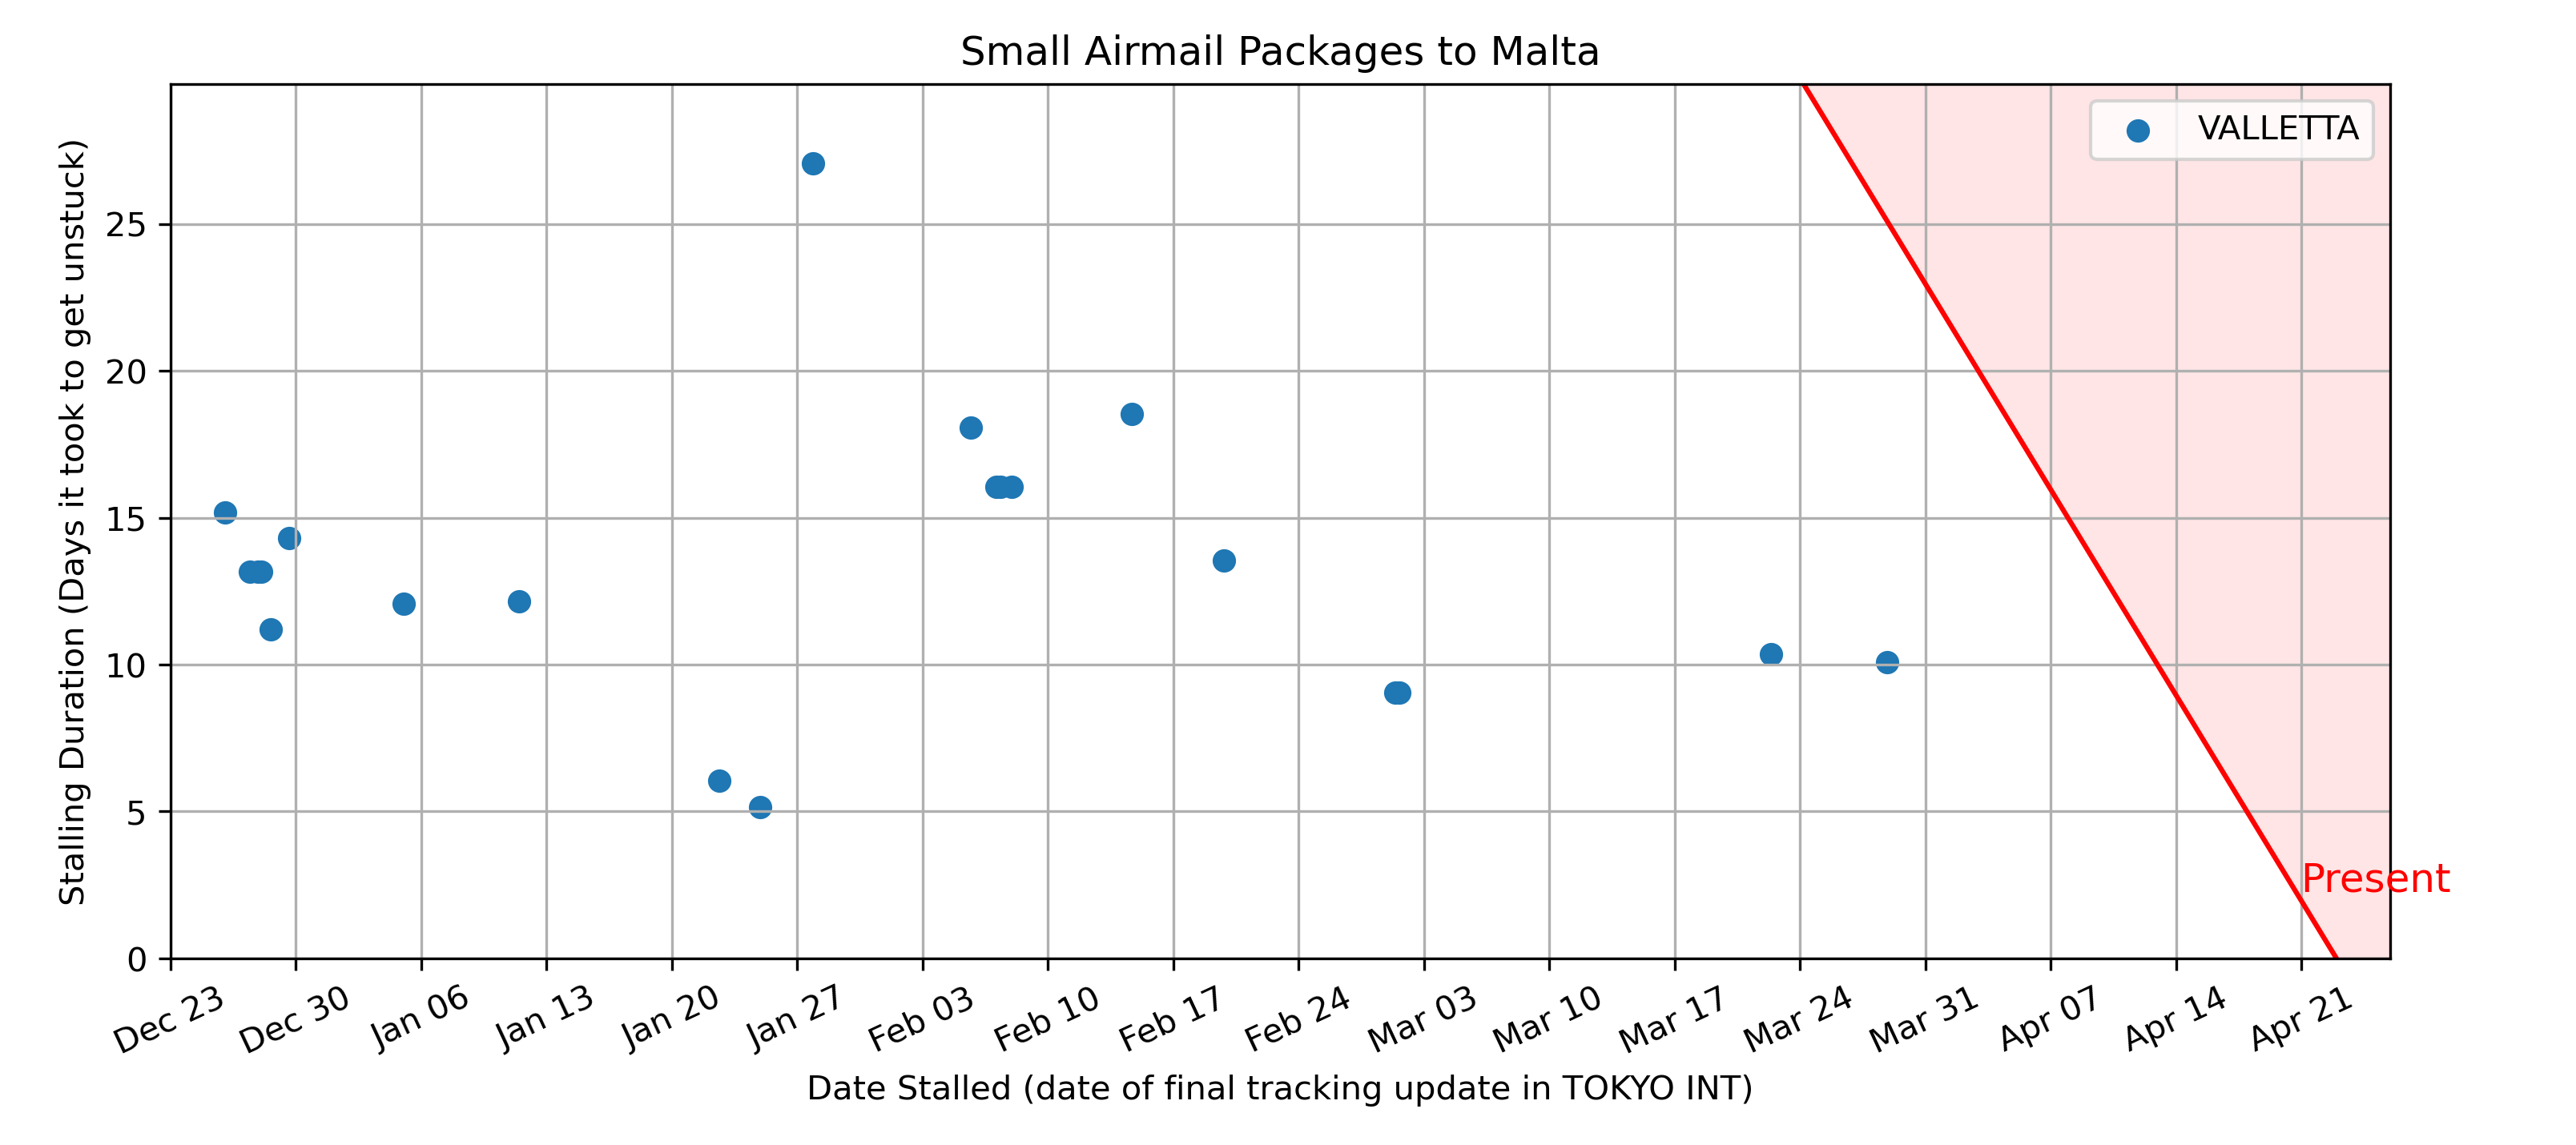 Small Airmail Packages to Malta
VALLETTA
Stalling Duration (Days it took to get unstuck)
25
20
15
10
5
0
Present
Dec 23
Dec 30
Jan 06
Jan 13
Jan 20
Jan 27
Feb 03
Feb 10
Feb 17
Feb 24
Mar 03
Mar 10
Mar 17
Mar 24
Mar 31
Apr 07
Apr 14
Apr 21
Date Stalled (date of final tracking update in TOKYO INT)